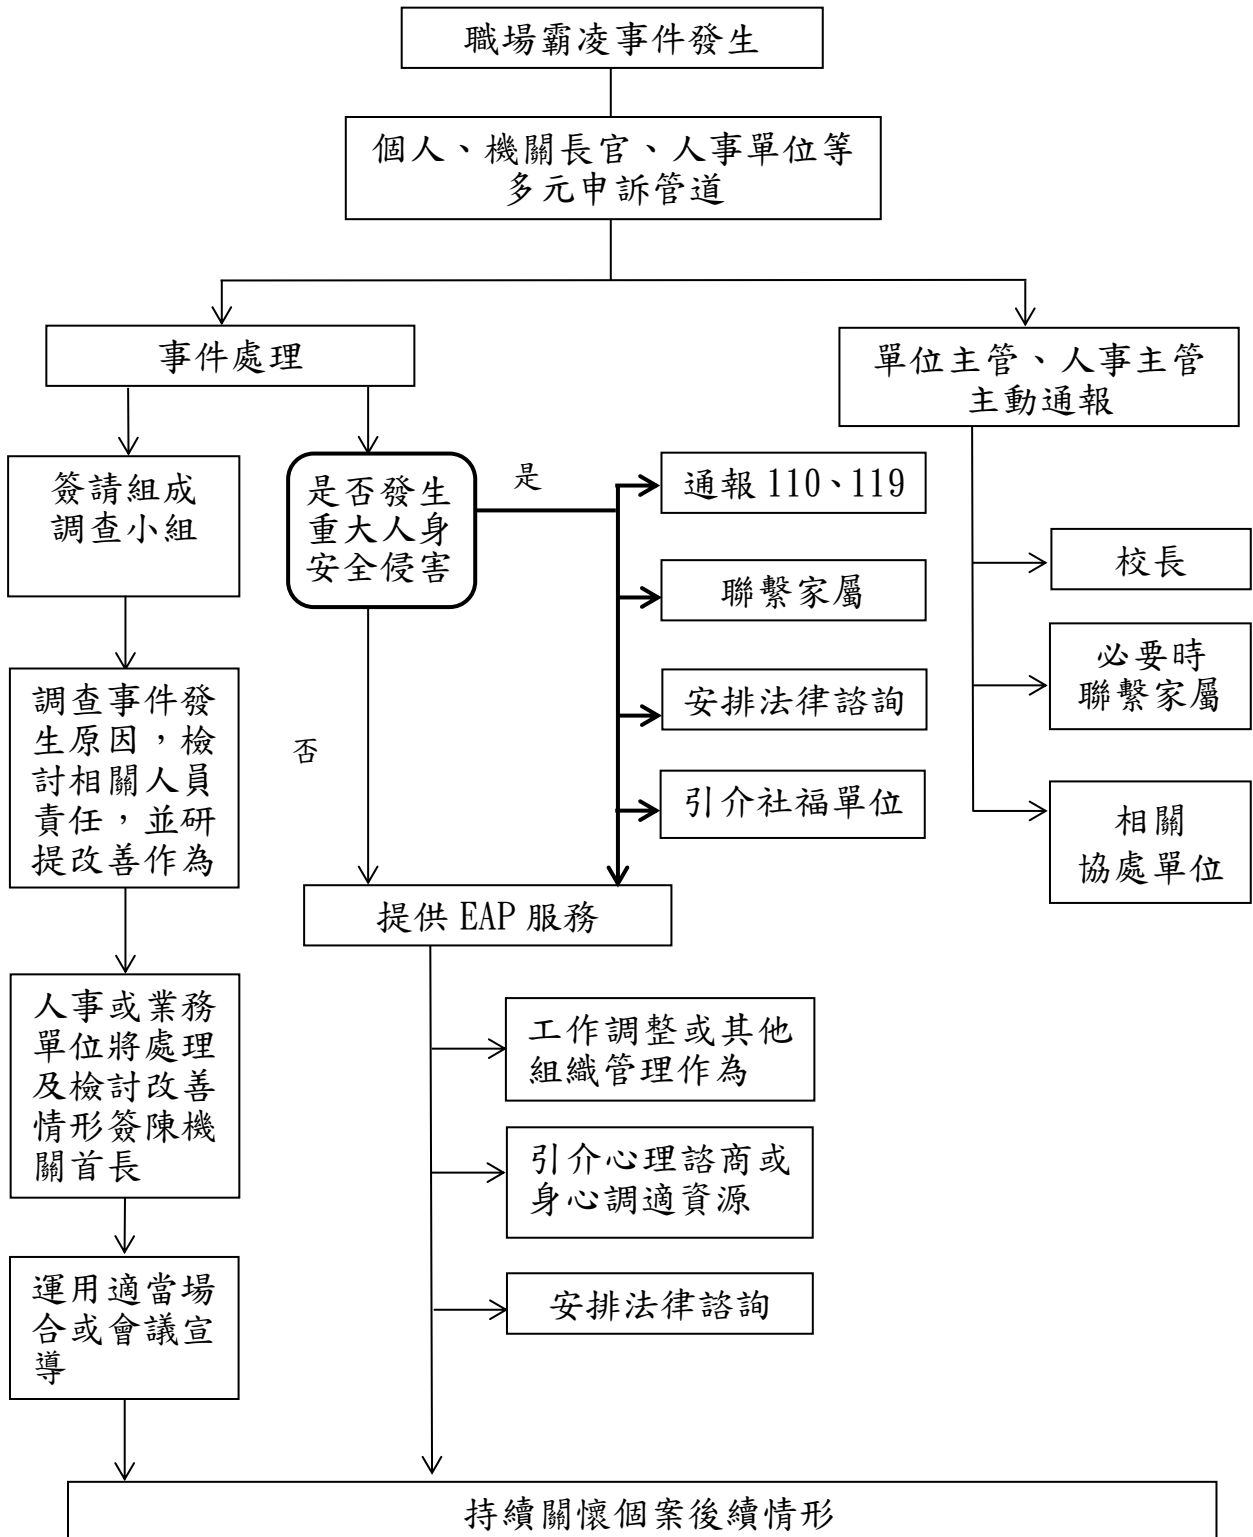 職場霸凌事件發生
個人、機關長官、人事單位等
多元申訴管道
事件處理
單位主管、人事主管
主動通報
簽請組成
調查小組
是否發生
重大人身
安全侵害
是
通報 110、119
聯繫家屬
安排法律諮詢
引介社福單位
校長
必要時
聯繫家屬
相關
協處單位
調查事件發
生原因，檢
討相關人員
責任，並研
提改善作為
否
提供 EAP 服務
人事或業務
單位將處理
及檢討改善
情形簽陳機
關首長
工作調整或其他
組織管理作為
引介心理諮商或
身心調適資源
安排法律諮詢
運用適當場
合或會議宣
導
持續關懷個案後續情形